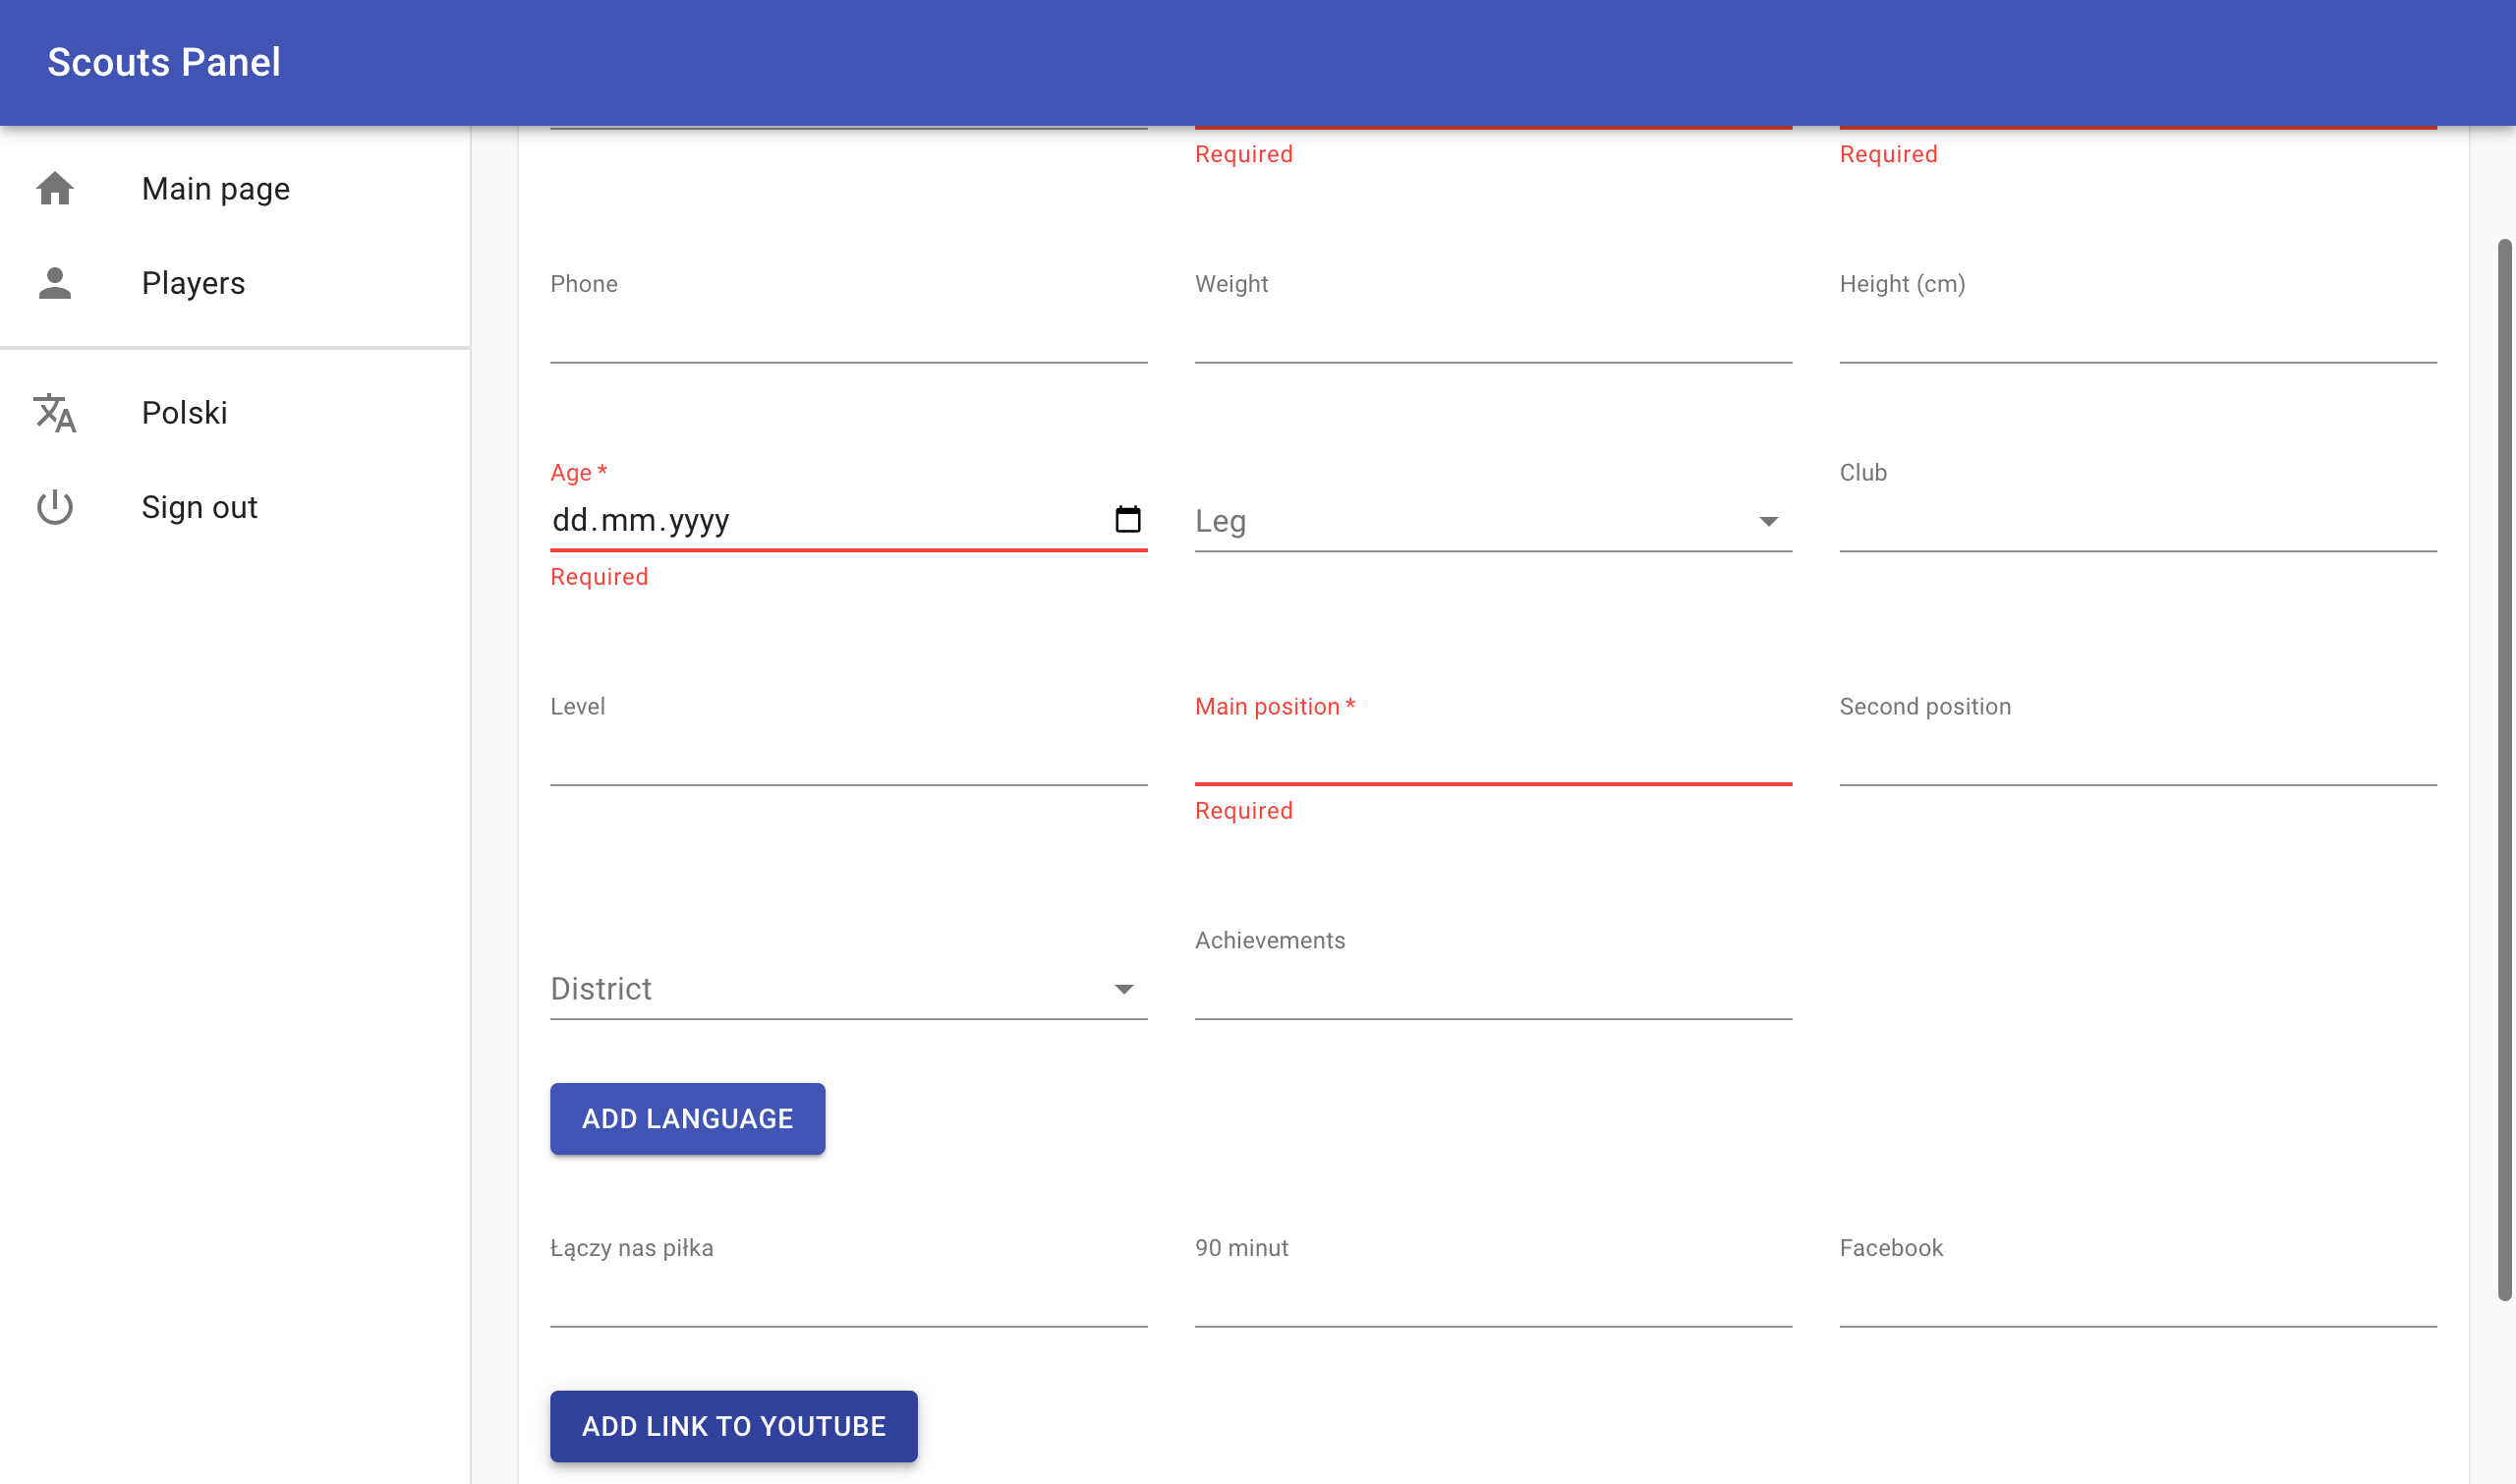 Scouts Panel
Main page
Players
Polski
Sign out
Required
Required
Phone
Weight
Height (cm)
Age *
dd.mm.yyyy
Required
Leg
Club
Level
Main position *
Required
Second position
District
Achievements
ADD LANGUAGE
Łączy nas piłka
90 minut
Facebook
ADD LINK TO YOUTUBE